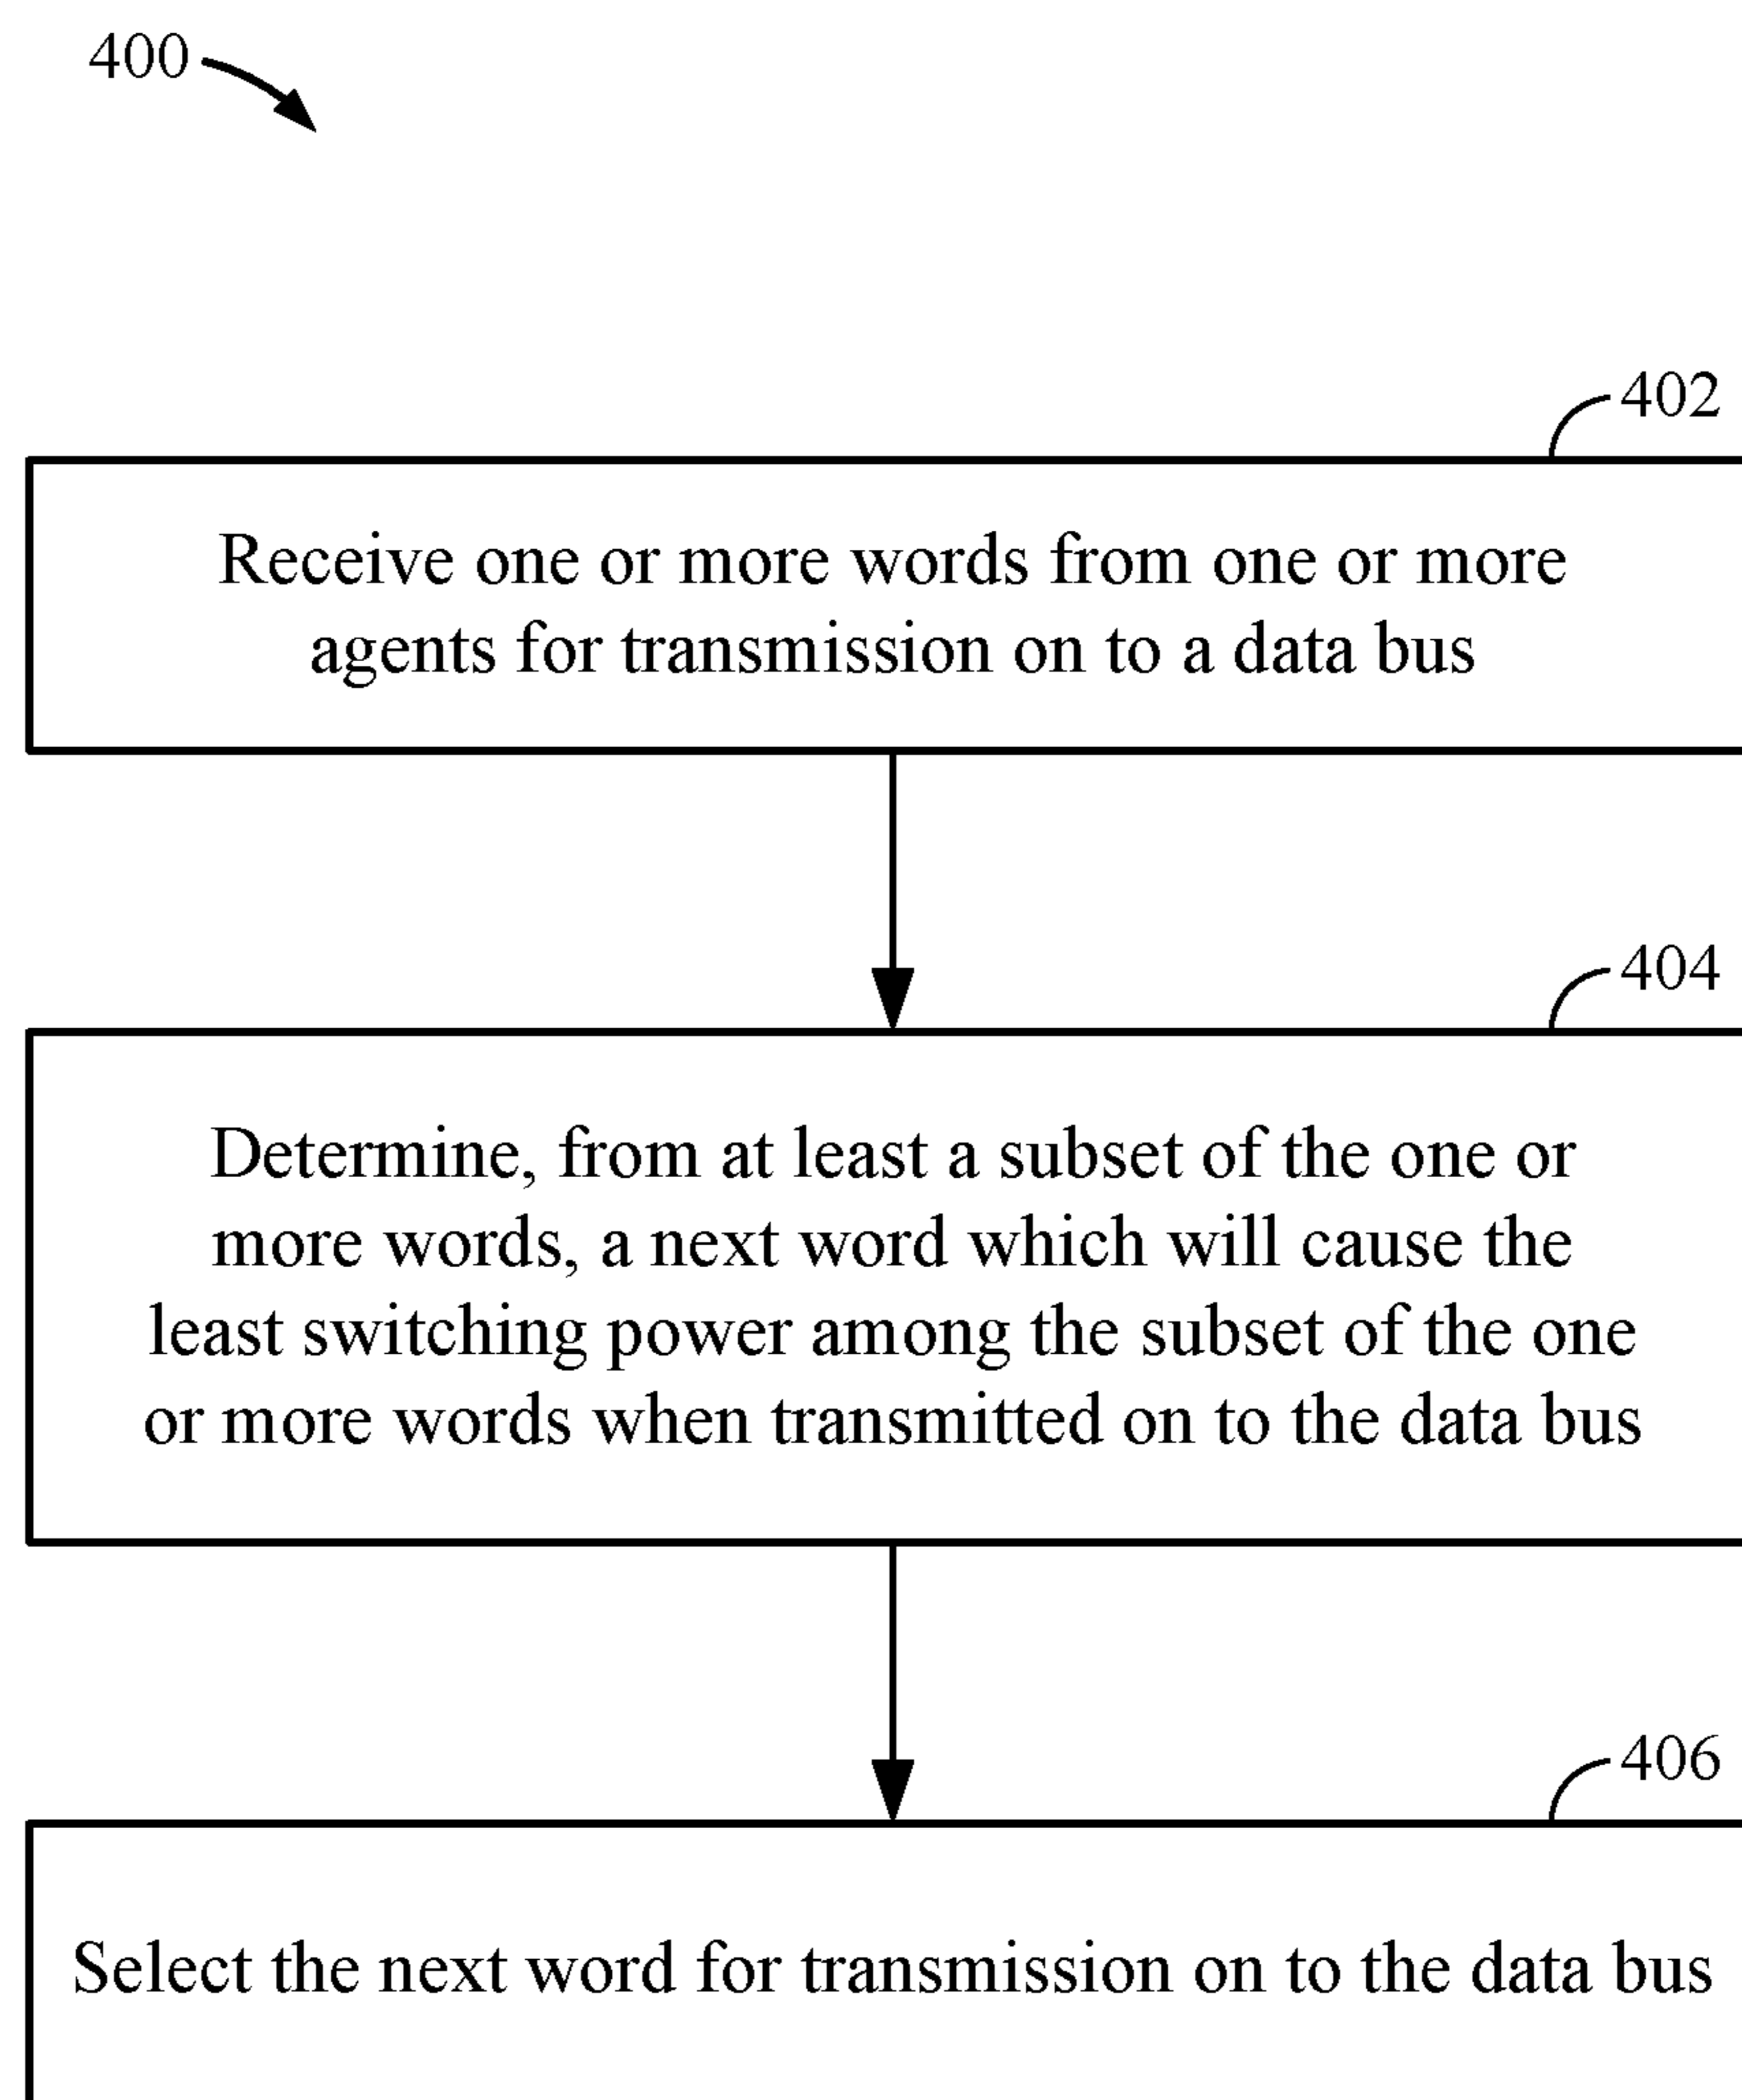 400
402
Receive one or more words from one or more
agents for transmission on to a data bus
404
Determine, from at least a subset of the one or
more words, a next word which will cause the
least switching power among the subset of the one
or more words when transmitted on to the data bus
406
Select the next word for transmission on to the data bus